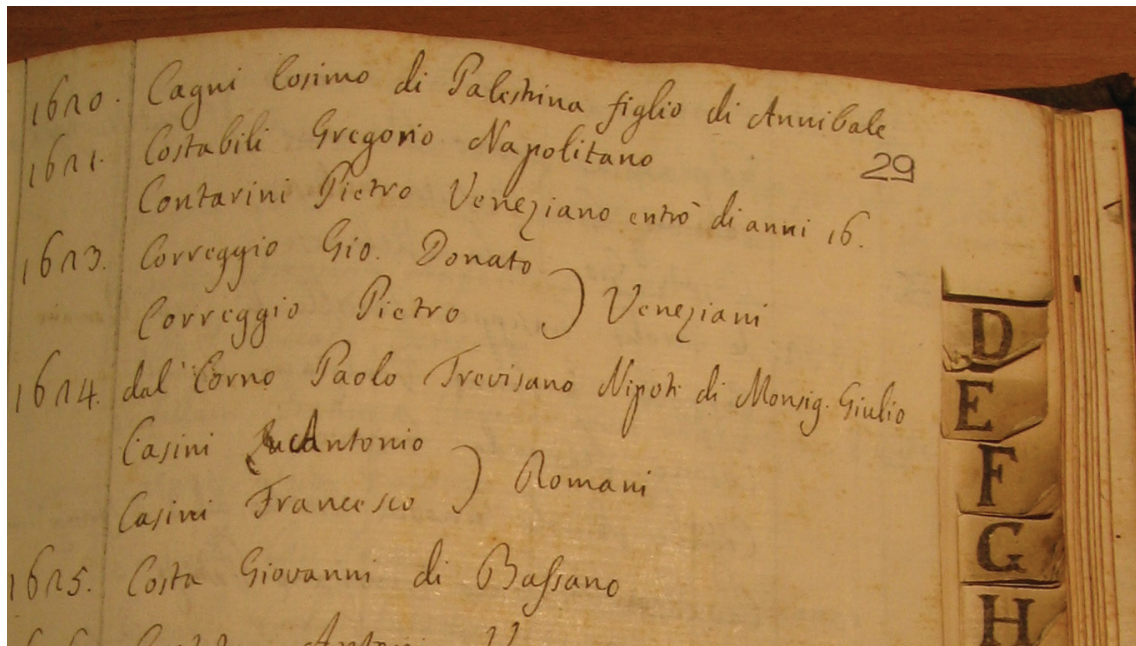 1620. Cagni Cosimo di Palestrina figlio di Annibale
1621. Costabili Gregorio Napolitano
29
Contarini Pietro Veneziano entrò di anni 16.
1623. Correggio Gio. Donato
Correggio Pietro ) Veneziani
1624. dal Corno Paolo Trevisano Nipote di Monsig. Giulio
Casini Antonio
Casini Francesco ) Romani
1625. Costa Giovanni di Bassano
D
E
F
G
H